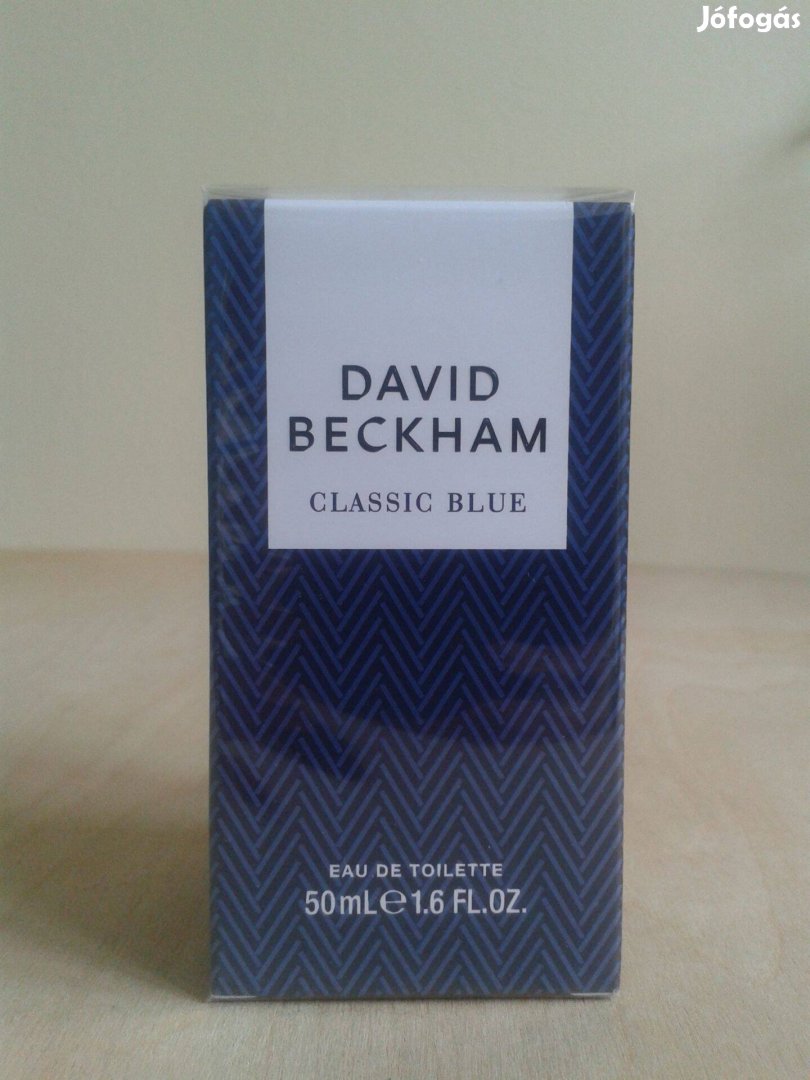 Jófogás
DAVID
BECKHAM
CLASSIC BLUE
EAU DE TOILETTE
50mL℮1.6 FL.OZ.